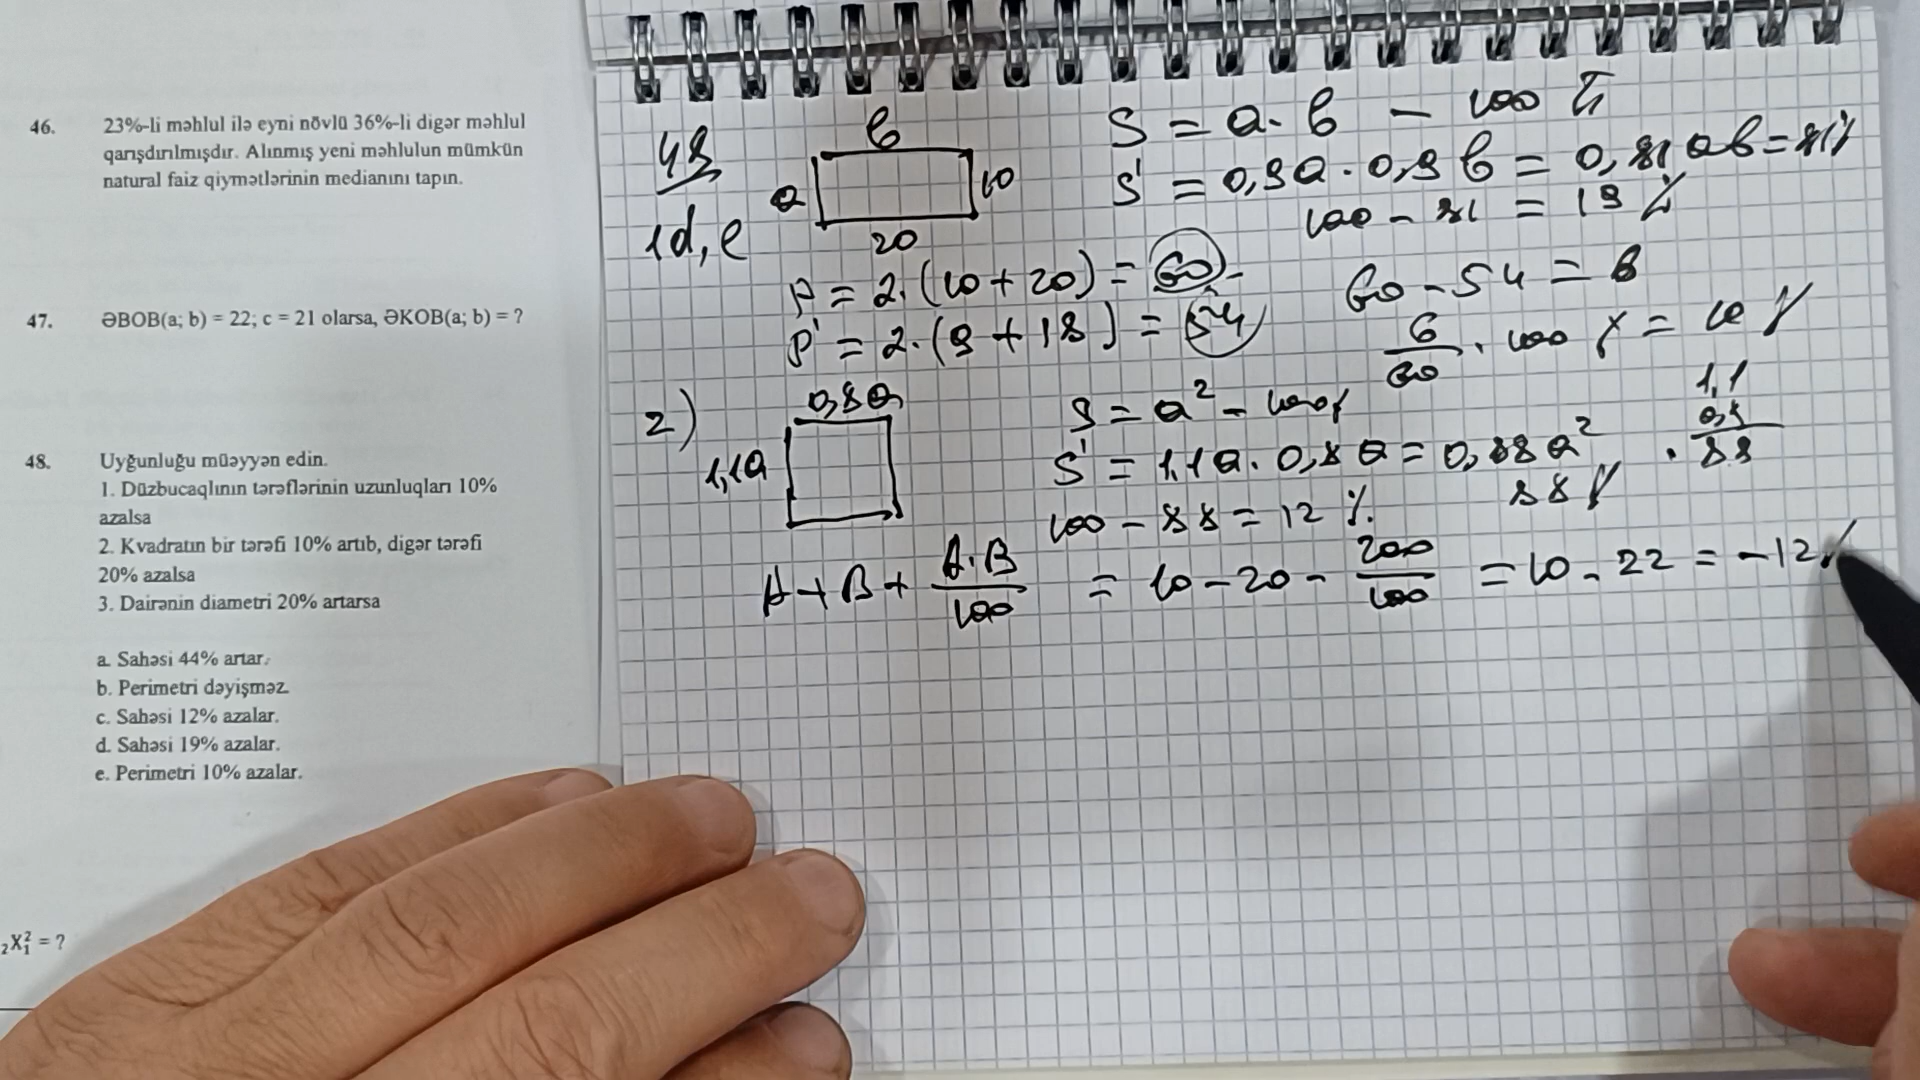 46. 23%-li məhlul ilə eyni növlü 36%-li digər məhlul
qarışdırılmışdır. Alınmış yeni məhlulun mümkün
natural faiz qiymətlərinin medianını tapın.
47. ƏBOB(a; b) = 22; c = 21 olarsa, ƏKOB(a; b) = ?
48. Uyğunluğu müəyyən edin.
1. Düzbucaqlının tərəflərinin uzunluqları 10%
azalsa
2. Kvadratın bir tərəfi 10% artıb, digər tərəfi
20% azalsa
3. Dairənin diametri 20% artarsa
a. Sahəsi 44% artar.
b. Perimetri dəyişməz.
c. Sahəsi 12% azalar.
d. Sahəsi 19% azalar.
e. Perimetri 10% azalar.
₂X₁² = ?
48
1d, e
b
a
10
20
S = a · b – 100 %
S' = 0,9a · 0,9b = 0,81 ab = 81%
100 – 81 = 19 %
P = 2 · (10 + 20) = 60
P' = 2 · (9 + 18) = 54
60 – 54 = 6
6/60 · 100 % = 10 %
2)
0,8a
1,1a
S = a² – 100%
S' = 1,1a · 0,8a = 0,88a²
88 %
1,1
0,8
· 88
100 – 88 = 12 %.
A + B + A·B/100 = 10 – 20 – 200/100 = 10 – 22 = –12%